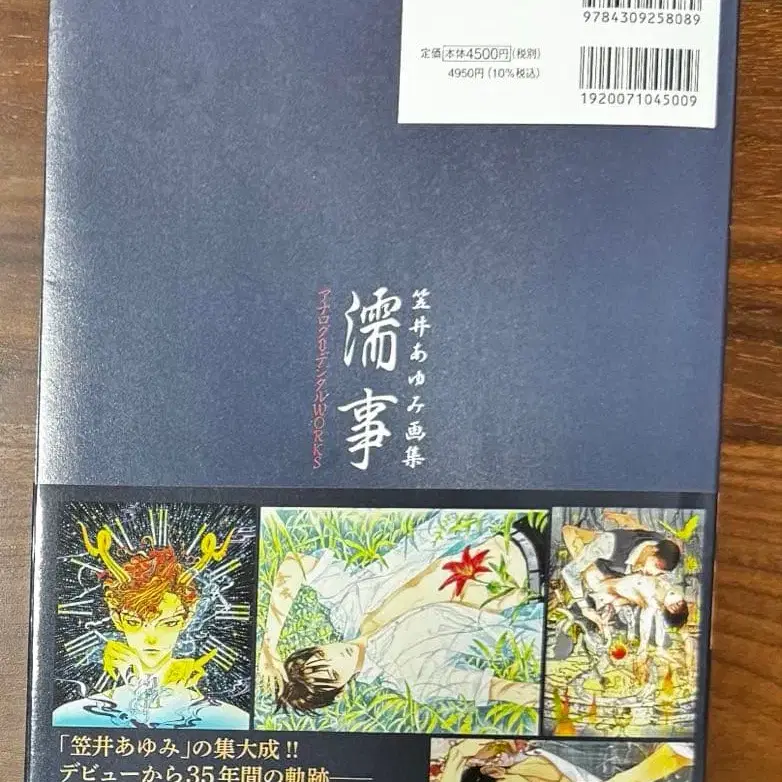 9784309258089
定価 本体4500円(税別)
4950円(10%税込)
1920071045009
笠井あゆみ画集
濡事
アナログ&デジタルWORKS
「笠井あゆみ」の集大成!!
デビューから35年間の軌跡──